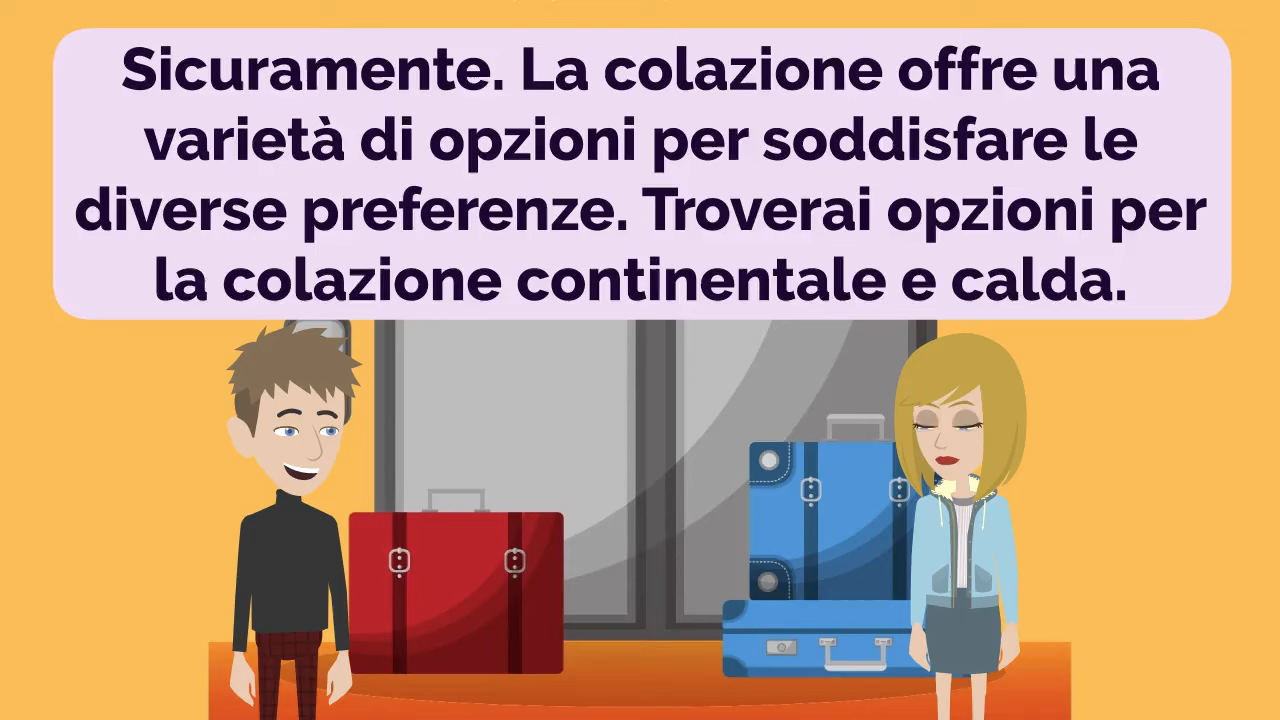 Sicuramente. La colazione offre una
varietà di opzioni per soddisfare le
diverse preferenze. Troverai opzioni per
la colazione continentale e calda.